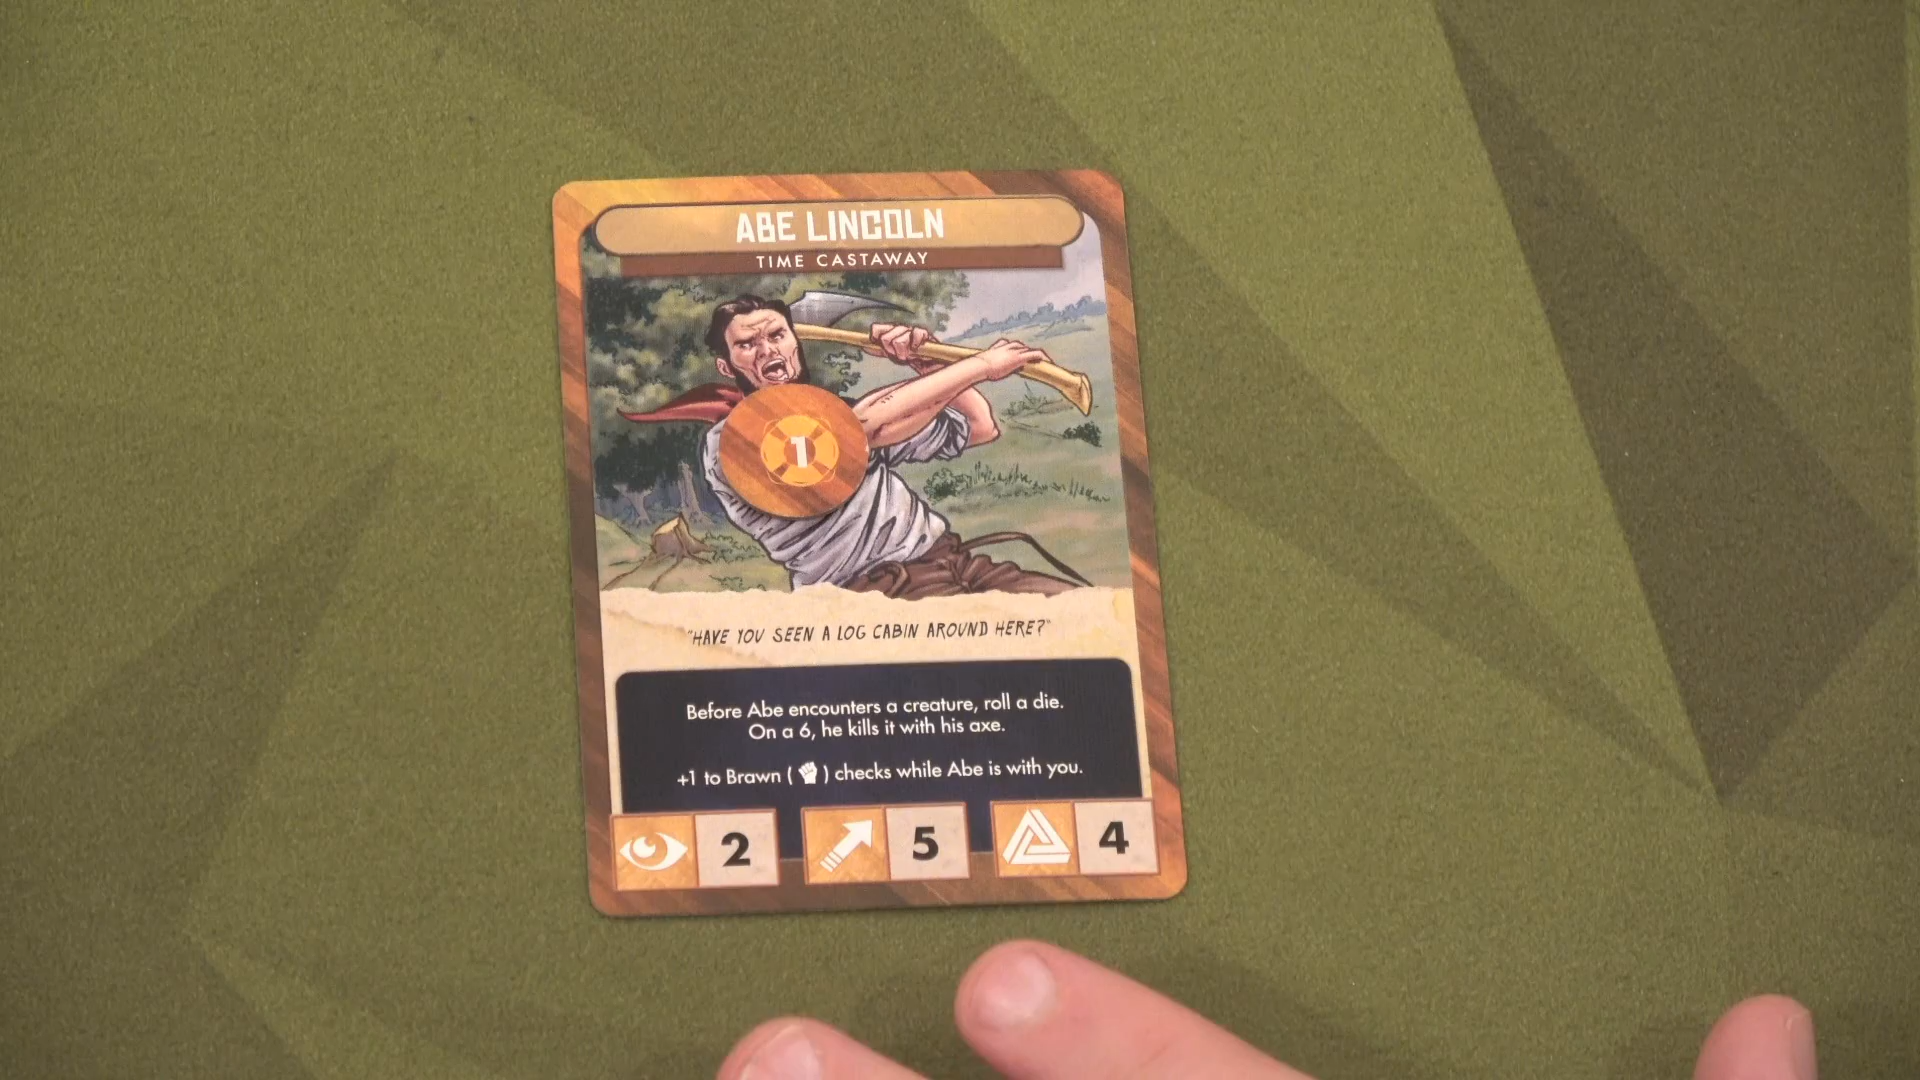 ABE LINCOLN
TIME CASTAWAY
1
"HAVE YOU SEEN A LOG CABIN AROUND HERE?"
Before Abe encounters a creature, roll a die.
On a 6, he kills it with his axe.
+1 to Brawn ( ) checks while Abe is with you.
2 5 4